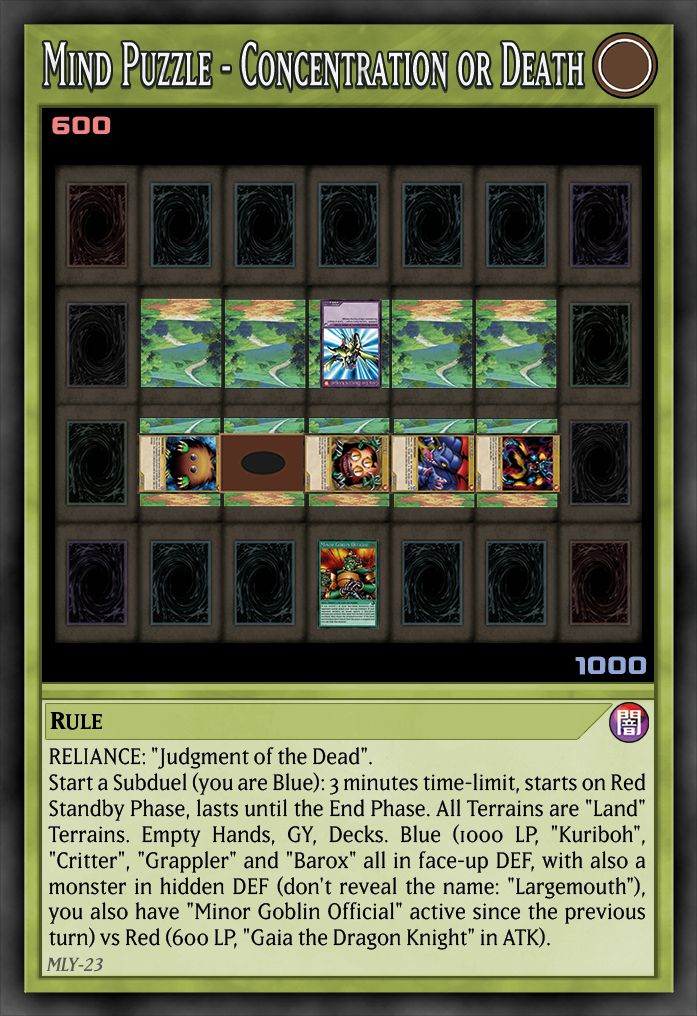 Mind Puzzle - Concentration or Death
600
Minor Goblin Official
1000
Rule
闇
RELIANCE: "Judgment of the Dead".
Start a Subduel (you are Blue): 3 minutes time-limit, starts on Red
Standby Phase, lasts until the End Phase. All Terrains are "Land"
Terrains. Empty Hands, GY, Decks. Blue (1000 LP, "Kuriboh",
"Critter", "Grappler" and "Barox" all in face-up DEF, with also a
monster in hidden DEF (don't reveal the name: "Largemouth"),
you also have "Minor Goblin Official" active since the previous
turn) vs Red (600 LP, "Gaia the Dragon Knight" in ATK).
MLY-23